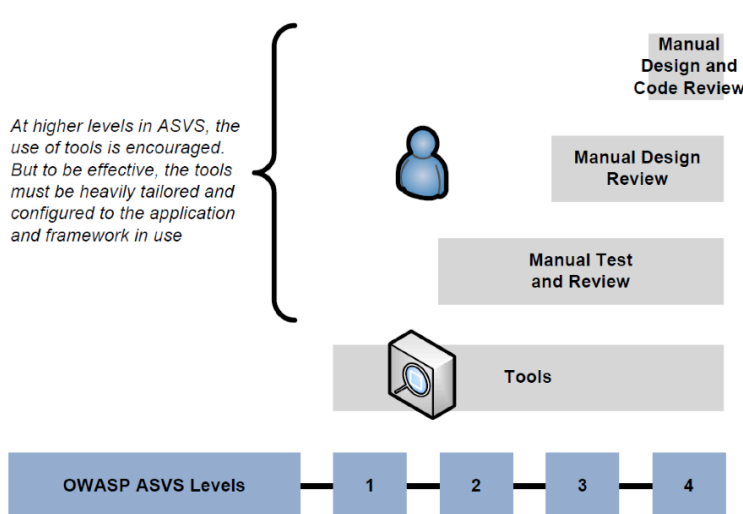 Manual
Design and
Code Review
At higher levels in ASVS, the
use of tools is encouraged.
But to be effective, the tools
must be heavily tailored and
configured to the application
and framework in use
Manual Design
Review
Manual Test
and Review
Tools
OWASP ASVS Levels
1
2
3
4